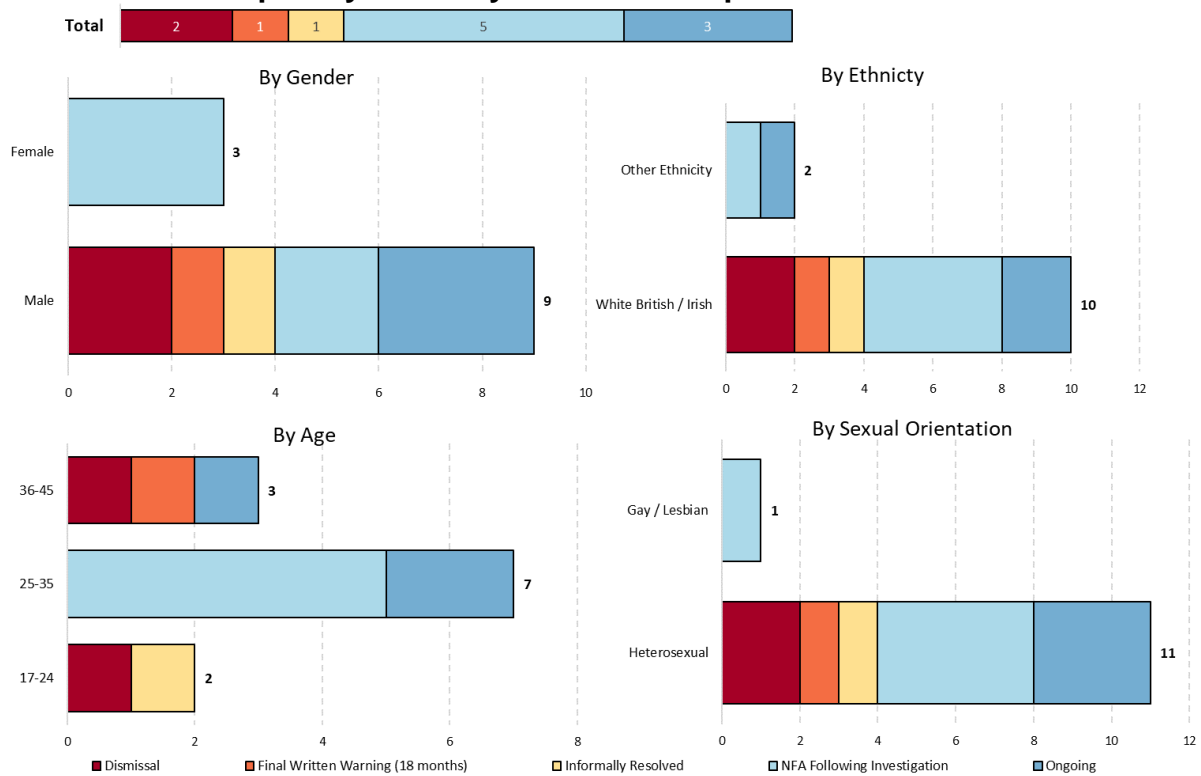 Total 2 1 1 5 3
By Gender
Female 3
Male 9
0 2 4 6 8 10
By Ethnicty
Other Ethnicity 2
White British / Irish 10
0 2 4 6 8 10 12
By Age
36-45 3
25-35 7
17-24 2
0 2 4 6 8
By Sexual Orientation
Gay / Lesbian 1
Heterosexual 11
0 2 4 6 8 10 12
Dismissal Final Written Warning (18 months) Informally Resolved NFA Following Investigation Ongoing